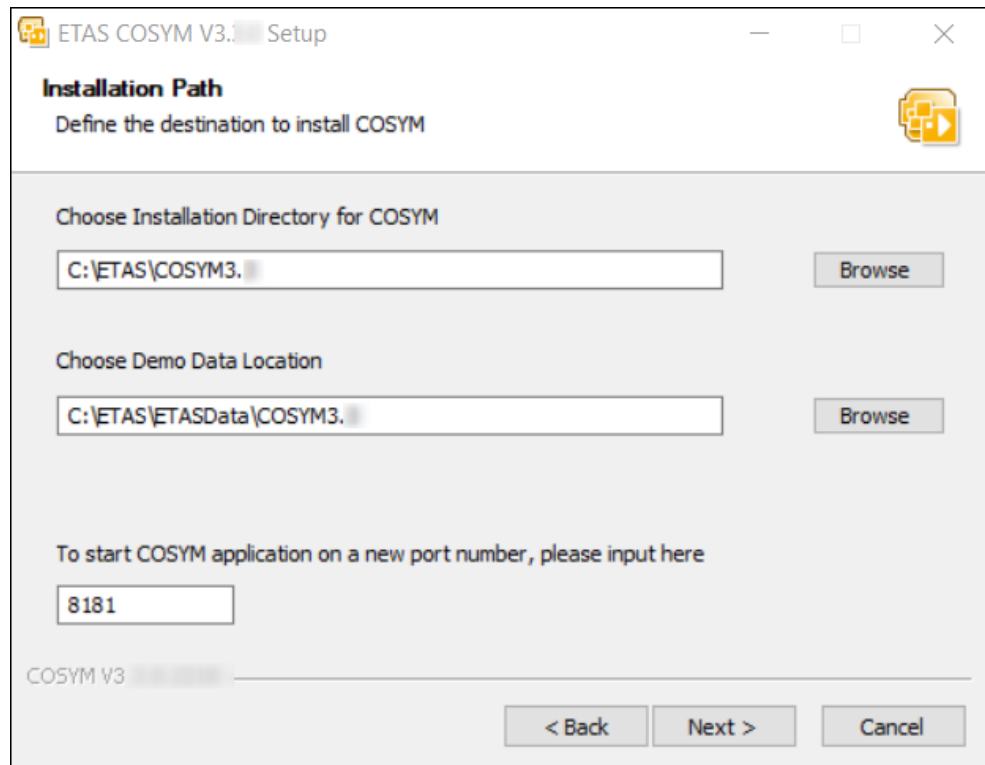 ETAS COSYM V3. Setup
Installation Path
Define the destination to install COSYM
Choose Installation Directory for COSYM
C:\ETAS\COSYM3.
Browse
Choose Demo Data Location
C:\ETAS\ETASData\COSYM3.
Browse
To start COSYM application on a new port number, please input here
8181
COSYM V3
< Back
Next >
Cancel